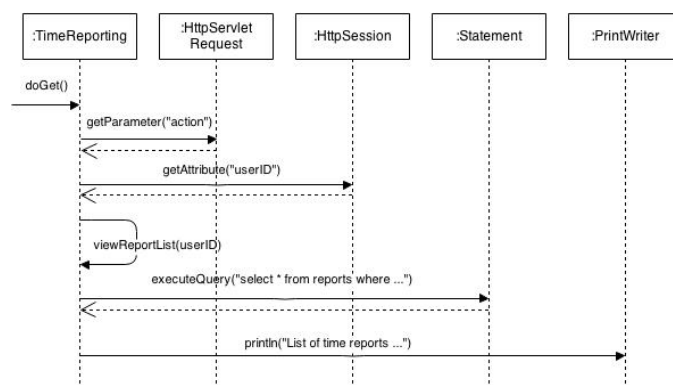 :TimeReporting
:HttpServlet
Request
:HttpSession
:Statement
:PrintWriter
doGet()
getParameter("action")
getAttribute("userID")
viewReportList(userID)
executeQuery("select * from reports where ...")
println("List of time reports ...")